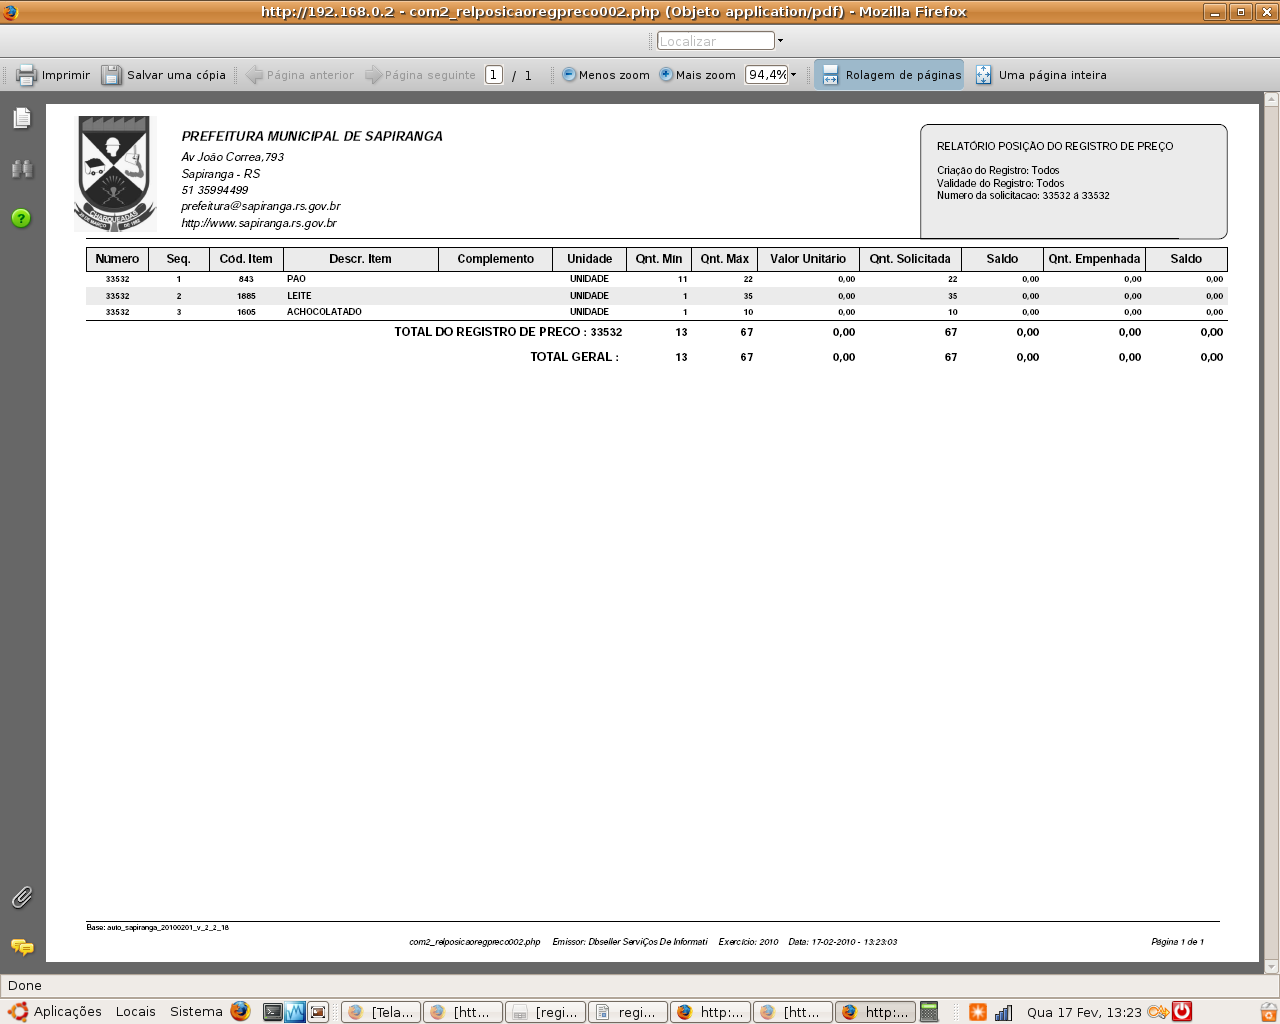 http://192.168.0.2 - com2_relposicaoregpreco002.php (Objeto application/pdf) - Mozilla Firefox
Localizar
Imprimir Salvar uma cópia Página anterior Página seguinte 1 / 1 Menos zoom Mais zoom 94,4% Rolagem de páginas Uma página inteira
CHARQUEADAS
PREFEITURA MUNICIPAL DE SAPIRANGA
Av João Correa,793
Sapiranga - RS
51 35994499
prefeitura@sapiranga.rs.gov.br
http://www.sapiranga.rs.gov.br
RELATÓRIO POSIÇÃO DO REGISTRO DE PREÇO
Criação do Registro: Todos
Validade do Registro: Todos
Numero da solicitacao: 33532 á 33532
Número Seq. Cód. Item Descr. Item Complemento Unidade Qnt. Mín Qnt. Máx Valor Unitário Qnt. Solicitada Saldo Qnt. Empenhada Saldo
33532 1 843 PAO UNIDADE 11 22 0,00 22 0,00 0,00 0,00
33532 2 1885 LEITE UNIDADE 1 35 0,00 35 0,00 0,00 0,00
33532 3 1605 ACHOCOLATADO UNIDADE 1 10 0,00 10 0,00 0,00 0,00
TOTAL DO REGISTRO DE PRECO : 33532 13 67 0,00 67 0,00 0,00 0,00
TOTAL GERAL : 13 67 0,00 67 0,00 0,00 0,00
Base: auto_sapiranga_20100201_v_2_2_18
com2_relposicaoregpreco002.php Emissor: Dbseller ServiÇos De Informati Exercício: 2010 Data: 17-02-2010 - 13:23:03 Página 1 de 1
Done
Aplicações Locais Sistema [Tela... [htt... [regi... regi... http:... [htt... http:... Qua 17 Fev, 13:23